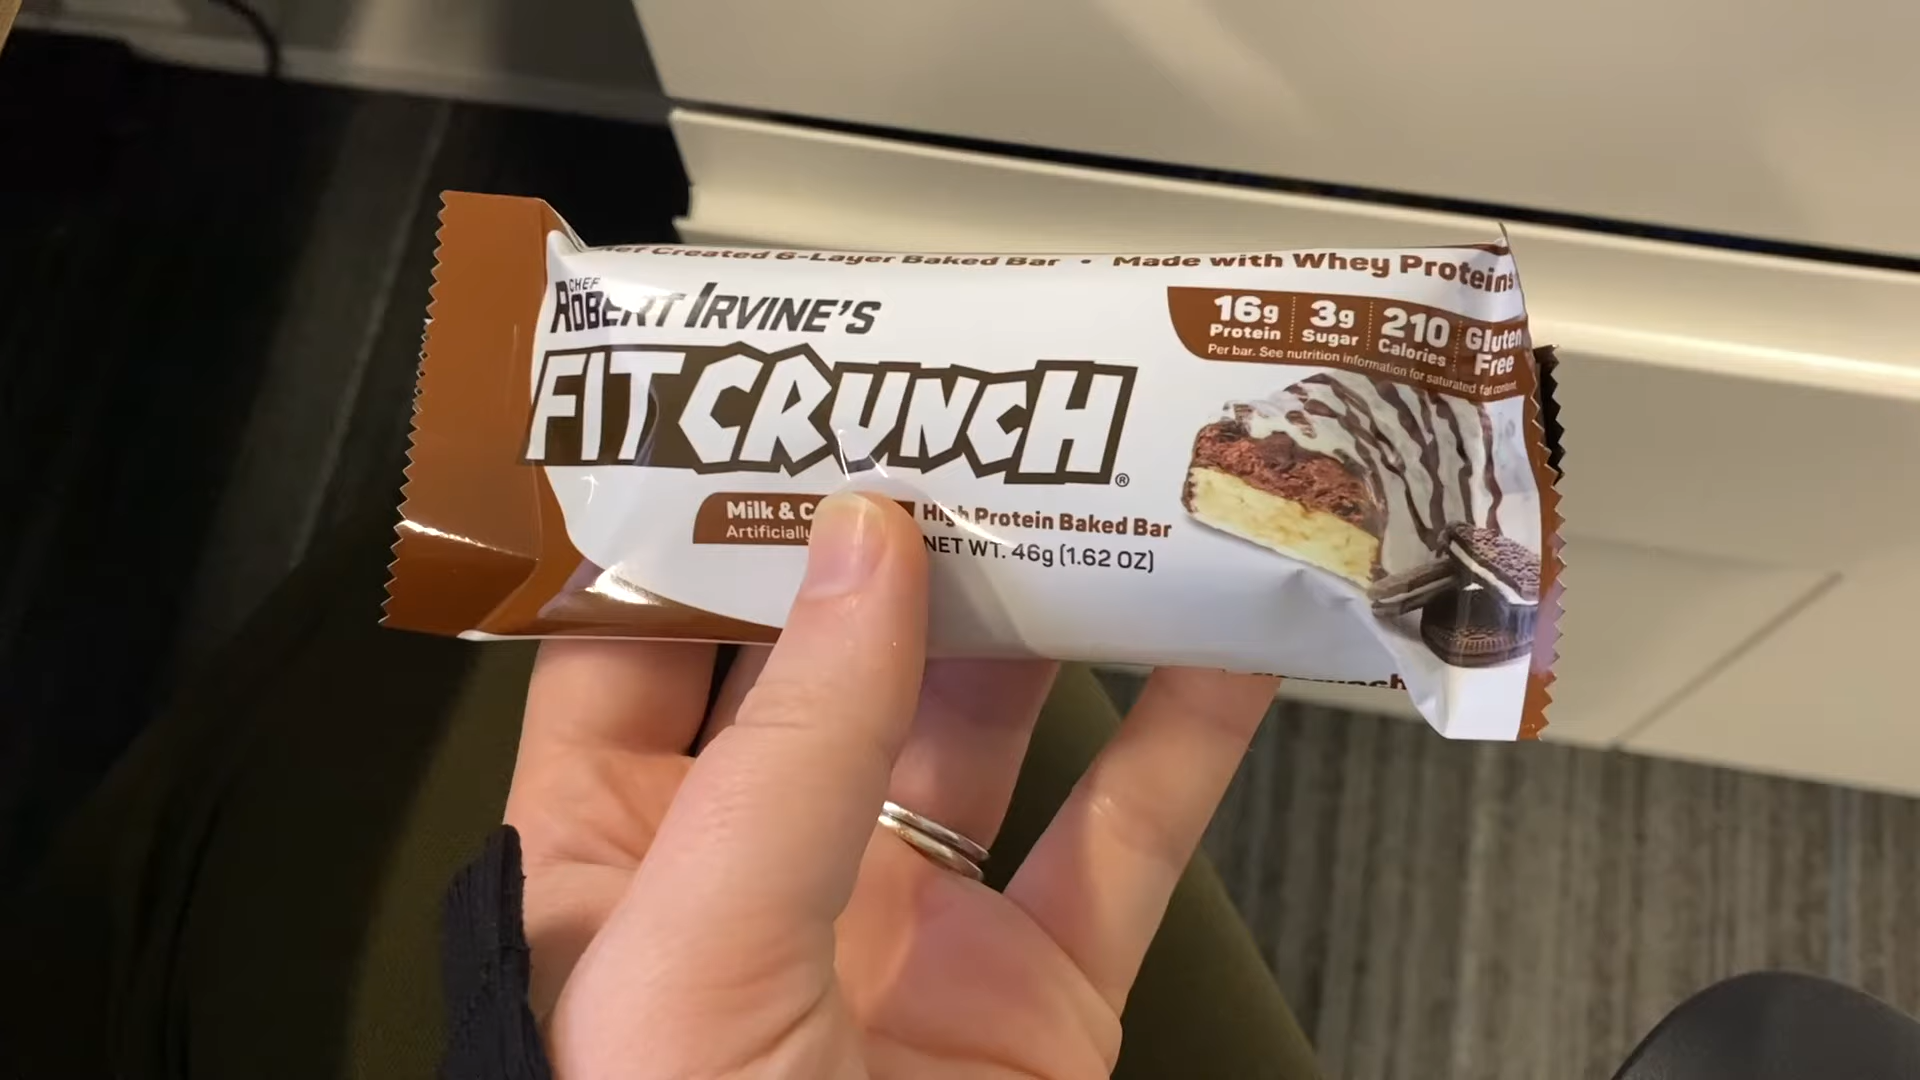 Created 6-Layer Baked Bar • Made with Whey Proteins
CHEF
ROBERT IRVINE'S
FITCRUNCH®
16g Protein
3g Sugar
210 Calories
Gluten Free
Per bar. See nutrition information for saturated fat content.
Milk &
High Protein Baked Bar
Artificially
NET WT. 46g (1.62 OZ)